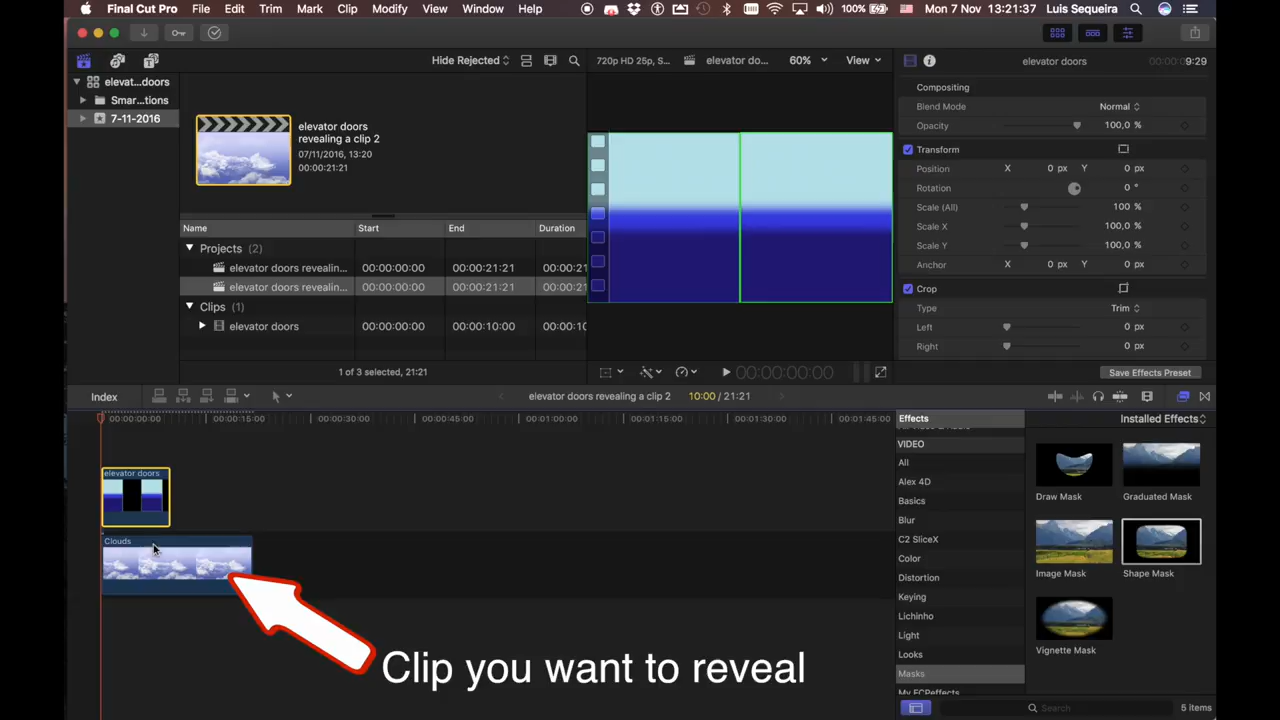 Final Cut Pro File Edit Trim Mark Clip Modify View Window Help 100% Mon 7 Nov 13:21:37 Luis Sequeira
Hide Rejected 720p HD 25p, S... elevator do... 60% View elevator doors 00:00:00:09:29
elevat...doors
Smar...tions
7-11-2016
elevator doors
revealing a clip 2
07/11/2016, 13:20
00:00:21:21
Name Start End Duration
Projects (2)
elevator doors revealin... 00:00:00:00 00:00:21:21 00:00:21
elevator doors revealin... 00:00:00:00 00:00:21:21 00:00:21
Clips (1)
elevator doors 00:00:00:00 00:00:10:00 00:00:10
1 of 3 selected, 21:21
00:00:00:00
Compositing
Blend Mode Normal
Opacity 100,0 %
Transform
Position X 0 px Y 0 px
Rotation 0 °
Scale (All) 100 %
Scale X 100,0 %
Scale Y 100,0 %
Anchor X 0 px Y 0 px
Crop
Type Trim
Left 0 px
Right 0 px
Save Effects Preset
Index elevator doors revealing a clip 2 10:00 / 21:21
00:00:00:00 00:00:15:00 00:00:30:00 00:00:45:00 00:01:00:00 00:01:15:00 00:01:30:00 00:01:45:00
elevator doors
Clouds
Clip you want to reveal
Effects Installed Effects
VIDEO
All
Alex 4D
Basics
Blur
C2 SliceX
Color
Distortion
Keying
Lichinho
Light
Looks
Masks
My FCPeffects
Draw Mask Graduated Mask
Image Mask Shape Mask
Vignette Mask
Search 5 items